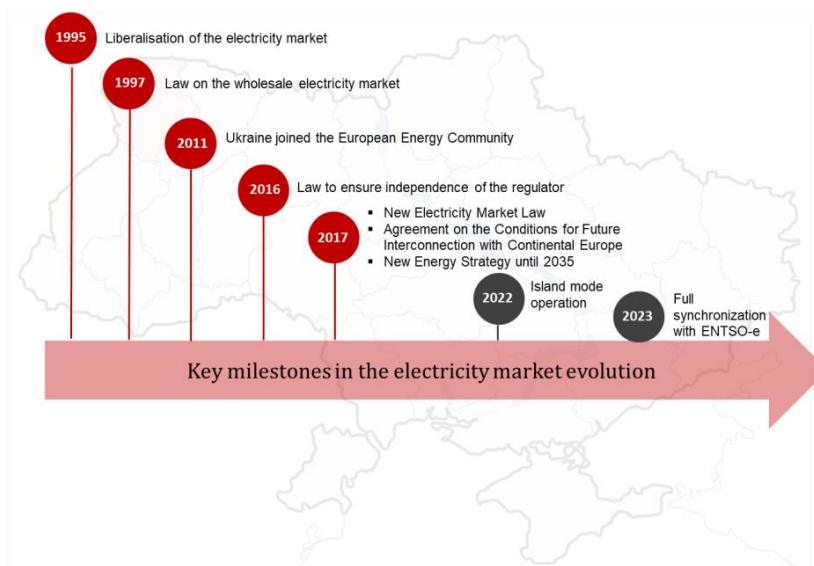 1995
Liberalisation of the electricity market
1997
Law on the wholesale electricity market
2011
Ukraine joined the European Energy Community
2016
Law to ensure independence of the regulator
2017
▪ New Electricity Market Law
▪ Agreement on the Conditions for Future
Interconnection with Continental Europe
▪ New Energy Strategy until 2035
2022
Island mode
operation
2023
Full
synchronization
with ENTSO-e
Key milestones in the electricity market evolution